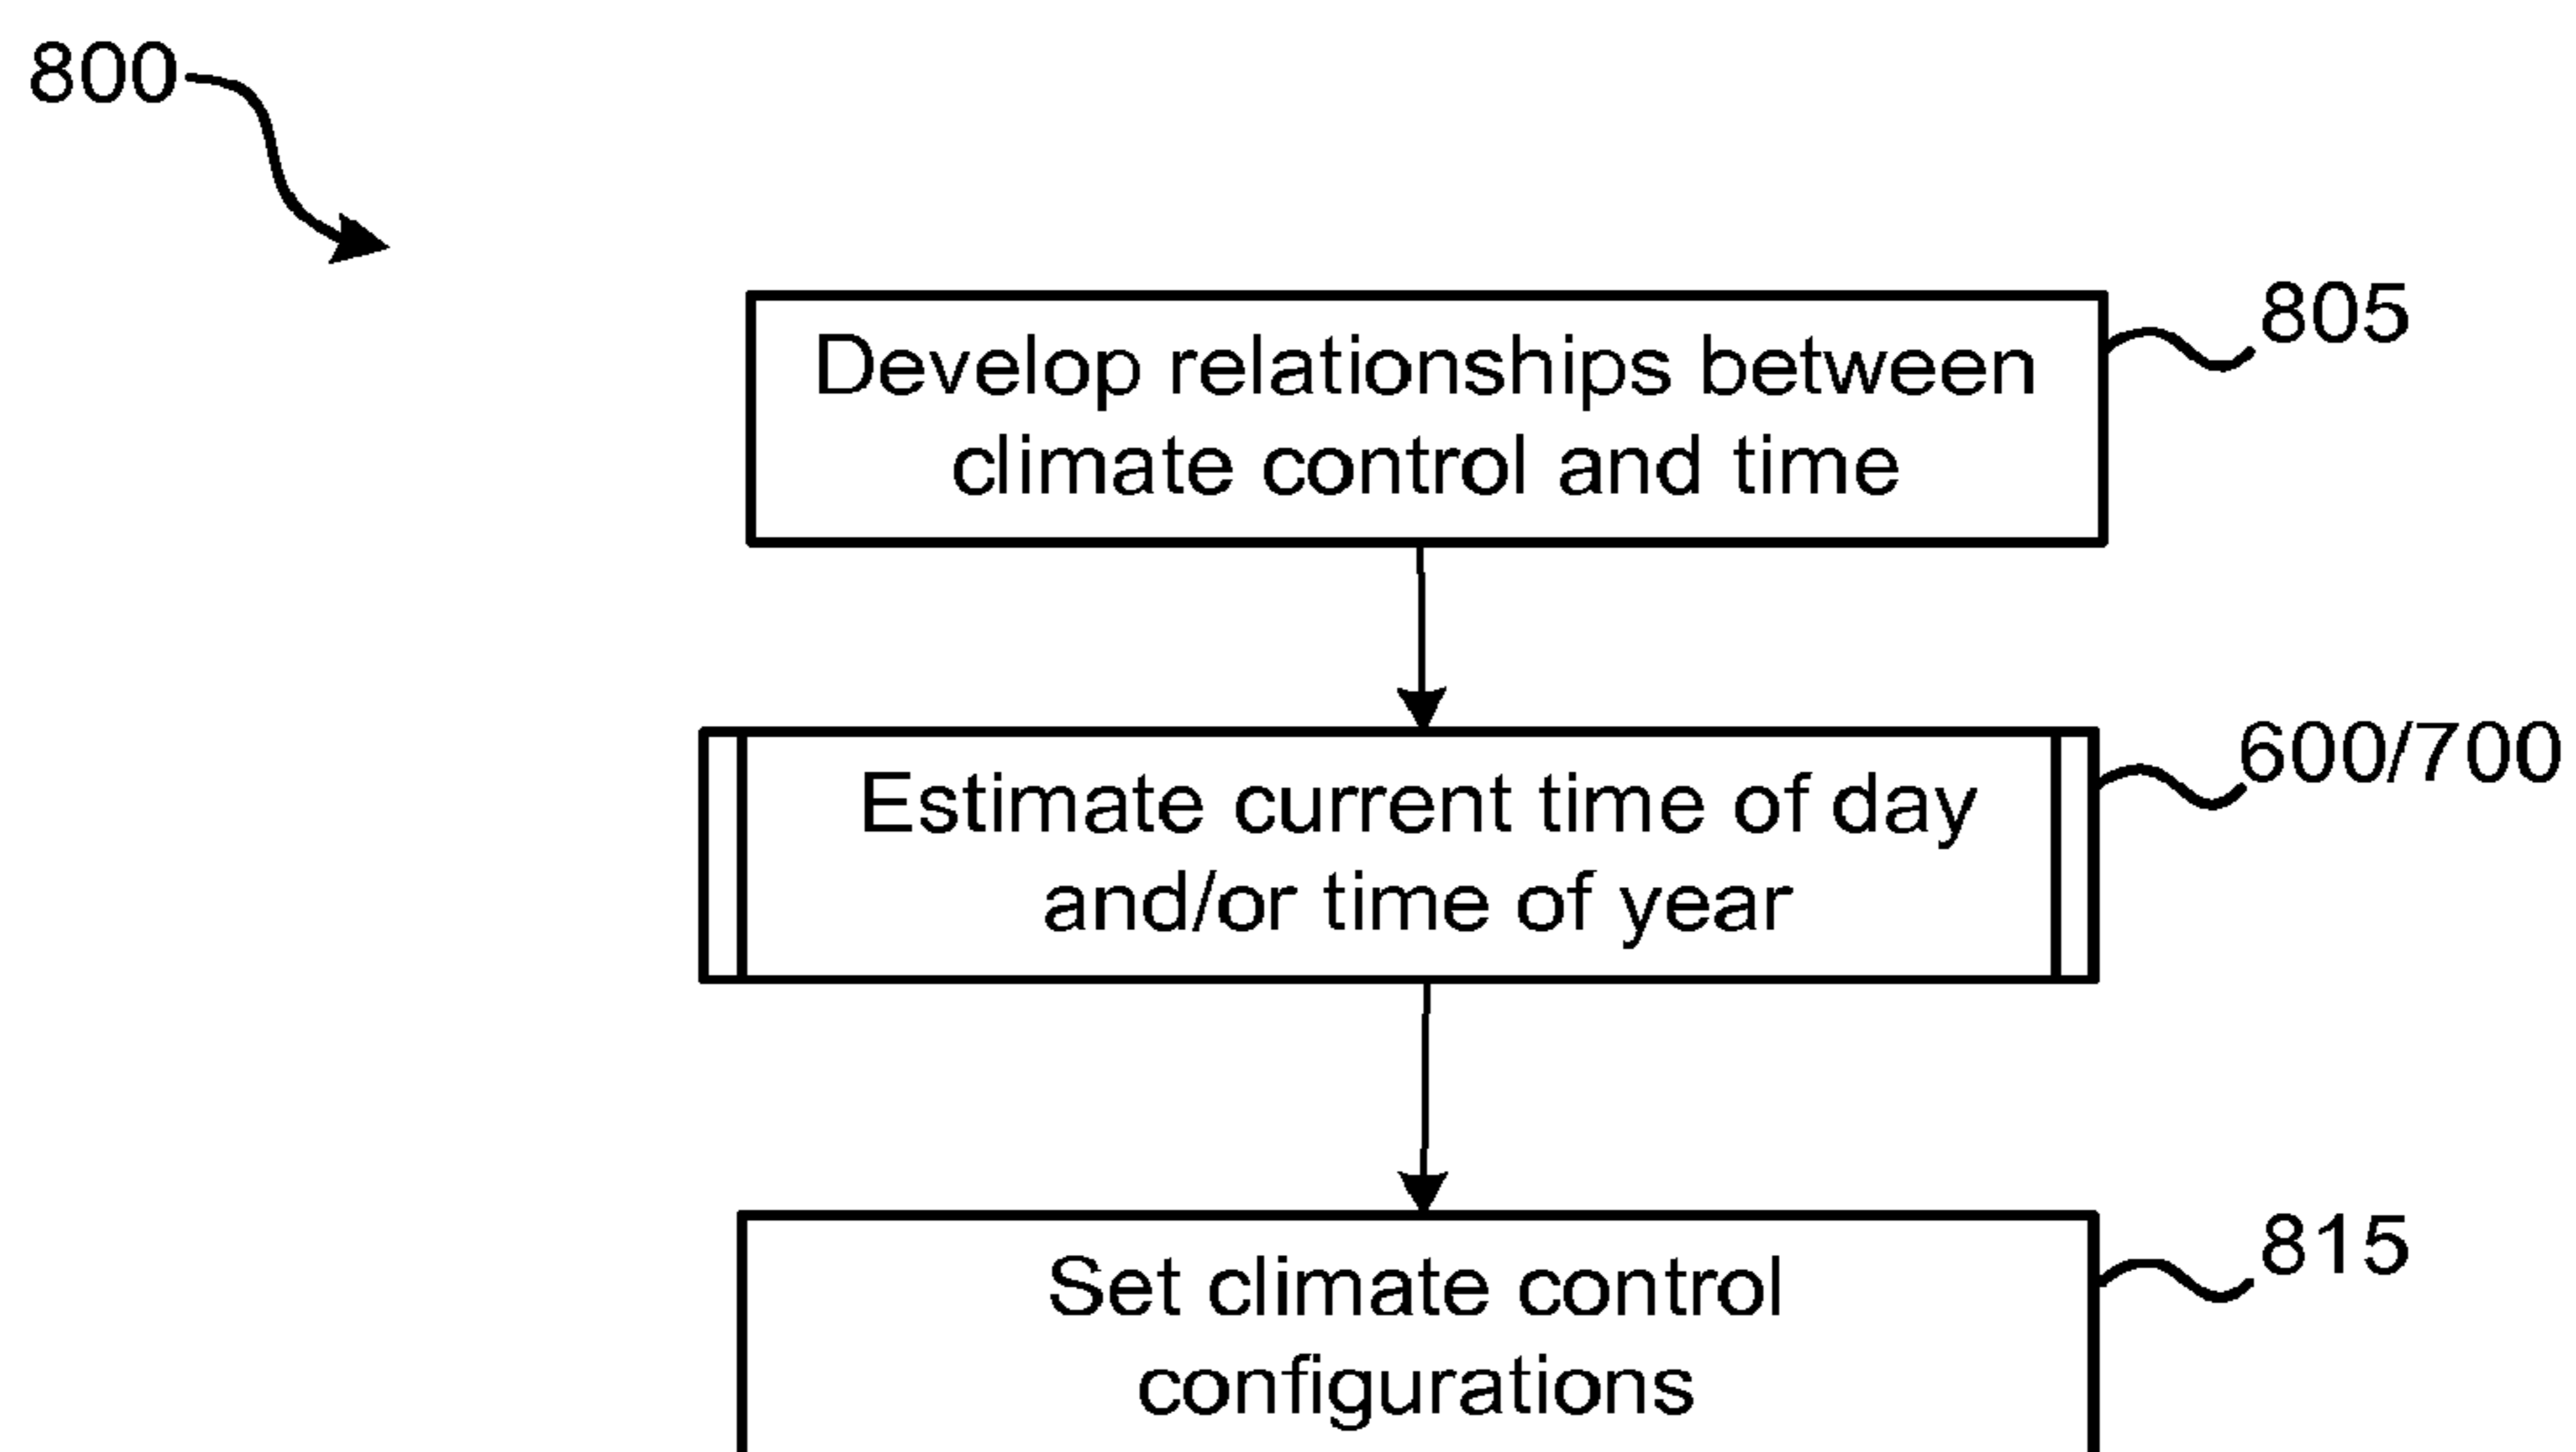 800
Develop relationships between
climate control and time
805
Estimate current time of day
and/or time of year
600/700
Set climate control
configurations
815